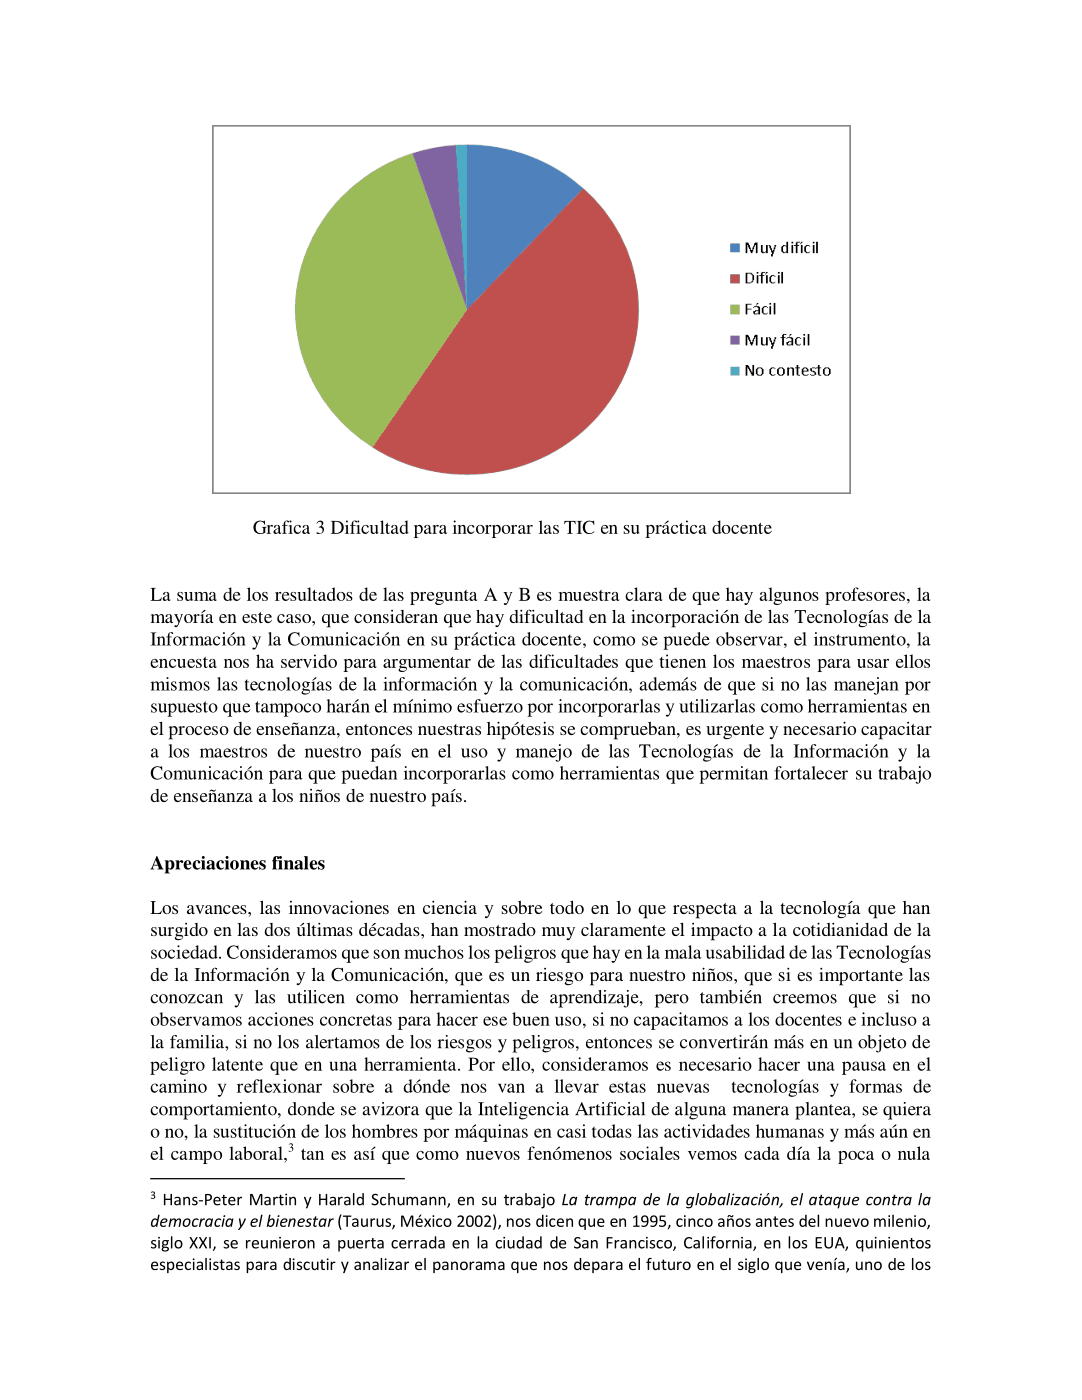 Muy difícil
Difícil
Fácil
Muy fácil
No contesto
Grafica 3 Dificultad para incorporar las TIC en su práctica docente
La suma de los resultados de las pregunta A y B es muestra clara de que hay algunos profesores, la
mayoría en este caso, que consideran que hay dificultad en la incorporación de las Tecnologías de la
Información y la Comunicación en su práctica docente, como se puede observar, el instrumento, la
encuesta nos ha servido para argumentar de las dificultades que tienen los maestros para usar ellos
mismos las tecnologías de la información y la comunicación, además de que si no las manejan por
supuesto que tampoco harán el mínimo esfuerzo por incorporarlas y utilizarlas como herramientas en
el proceso de enseñanza, entonces nuestras hipótesis se comprueban, es urgente y necesario capacitar
a los maestros de nuestro país en el uso y manejo de las Tecnologías de la Información y la
Comunicación para que puedan incorporarlas como herramientas que permitan fortalecer su trabajo
de enseñanza a los niños de nuestro país.
Apreciaciones finales
Los avances, las innovaciones en ciencia y sobre todo en lo que respecta a la tecnología que han
surgido en las dos últimas décadas, han mostrado muy claramente el impacto a la cotidianidad de la
sociedad. Consideramos que son muchos los peligros que hay en la mala usabilidad de las Tecnologías
de la Información y la Comunicación, que es un riesgo para nuestro niños, que si es importante las
conozcan y las utilicen como herramientas de aprendizaje, pero también creemos que si no
observamos acciones concretas para hacer ese buen uso, si no capacitamos a los docentes e incluso a
la familia, si no los alertamos de los riesgos y peligros, entonces se convertirán más en un objeto de
peligro latente que en una herramienta. Por ello, consideramos es necesario hacer una pausa en el
camino y reflexionar sobre a dónde nos van a llevar estas nuevas tecnologías y formas de
comportamiento, donde se avizora que la Inteligencia Artificial de alguna manera plantea, se quiera
o no, la sustitución de los hombres por máquinas en casi todas las actividades humanas y más aún en
el campo laboral,3 tan es así que como nuevos fenómenos sociales vemos cada día la poca o nula
3 Hans-Peter Martin y Harald Schumann, en su trabajo La trampa de la globalización, el ataque contra la
democracia y el bienestar (Taurus, México 2002), nos dicen que en 1995, cinco años antes del nuevo milenio,
siglo XXI, se reunieron a puerta cerrada en la ciudad de San Francisco, California, en los EUA, quinientos
especialistas para discutir y analizar el panorama que nos depara el futuro en el siglo que venía, uno de los